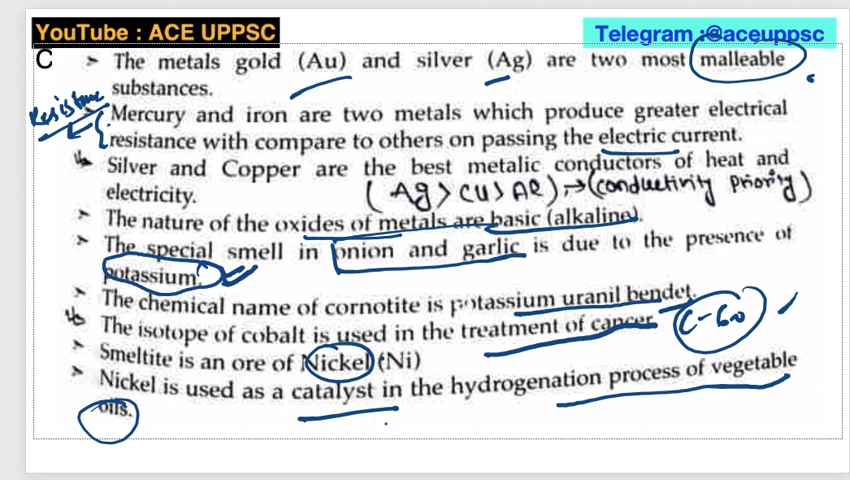 YouTube : ACE UPPSC
Telegram :@aceuppsc
C
➤ The metals gold (Au) and silver (Ag) are two most malleable
substances.
Resistance
Mercury and iron are two metals which produce greater electrical
resistance with compare to others on passing the electric current.
Silver and Copper are the best metalic conductors of heat and
electricity. (Ag > Cu > Al) → (conductivity Priority)
➤ The nature of the oxides of metals are basic (alkaline).
➤ The special smell in onion and garlic is due to the presence of
potassium.
➤ The chemical name of cornotite is potassium uranil bendet.
The isotope of cobalt is used in the treatment of cancer. C-60
➤ Smeltite is an ore of Nickel (Ni)
➤ Nickel is used as a catalyst in the hydrogenation process of vegetable
oils.